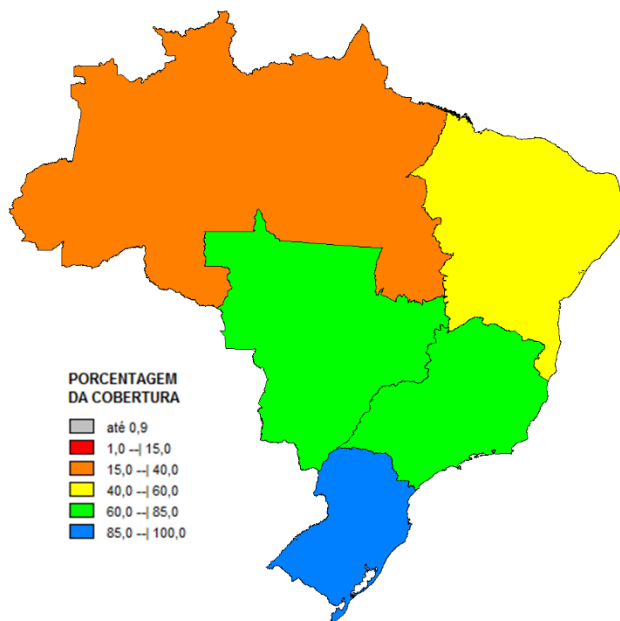 PORCENTAGEM
DA COBERTURA
até 0,9
1,0 --| 15,0
15,0 --| 40,0
40,0 --| 60,0
60,0 --| 85,0
85,0 --| 100,0